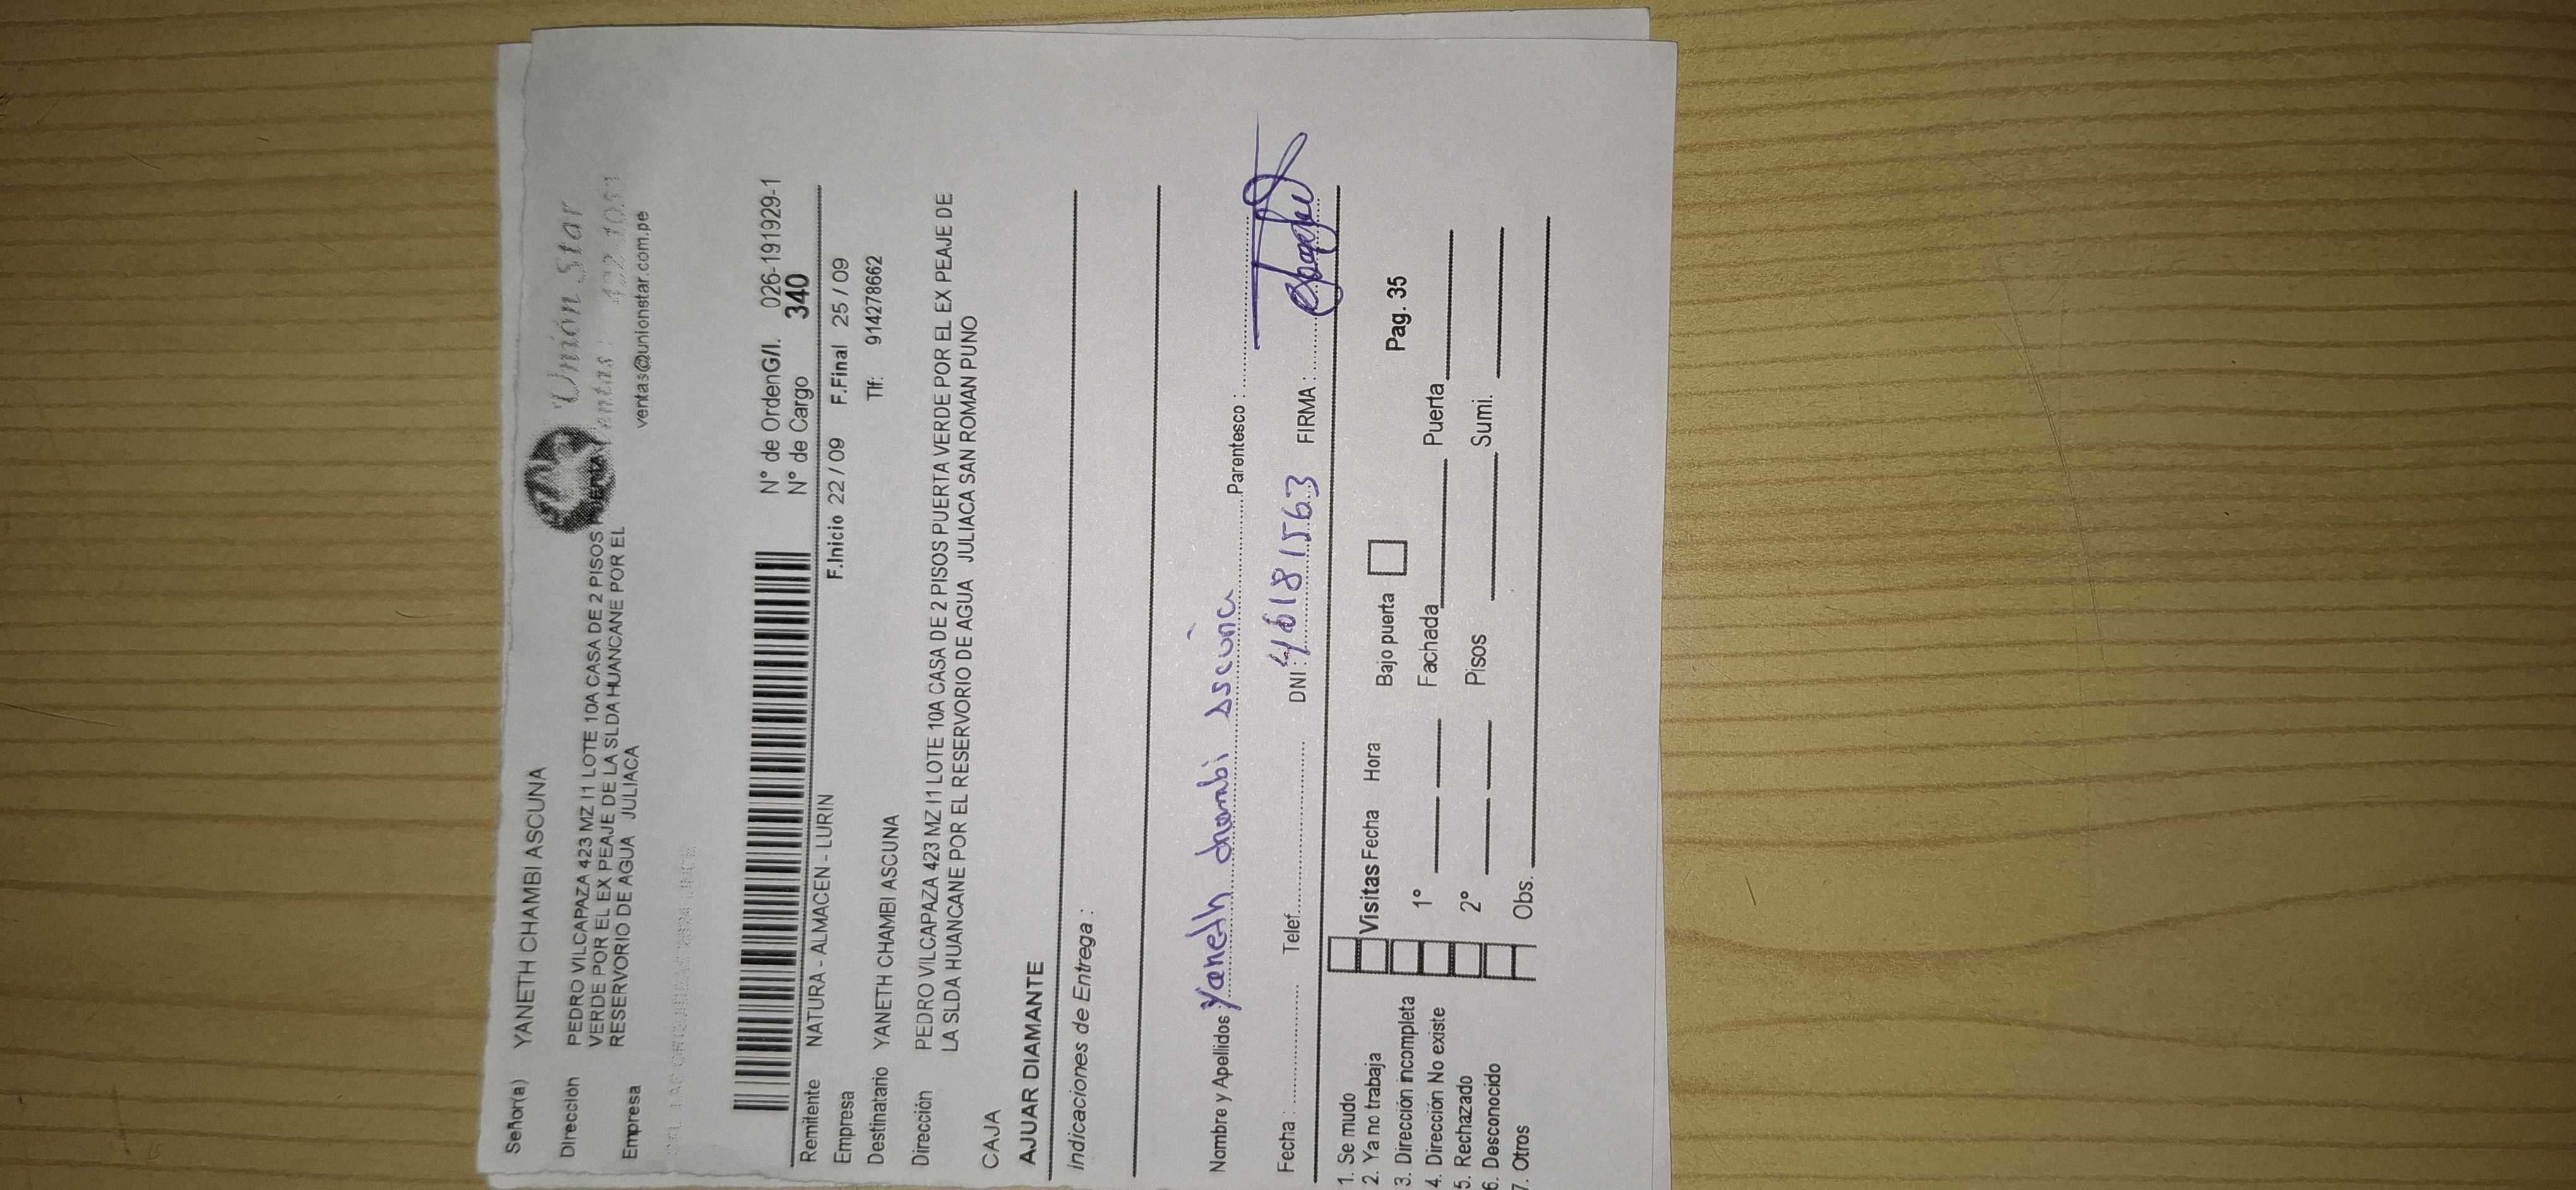 Señor(a) YANETH CHAMBI ASCUNA
Unión Star
Dirección PEDRO VILCAPAZA 423 MZ I1 LOTE 10A CASA DE 2 PISOS PUERTA
VERDE POR EL EX PEAJE DE LA SLDA HUANCANE POR EL
RESERVORIO DE AGUA JULIACA
Empresa
ventas@unionstar.com.pe
N° de OrdenG/I. 026-191929-1
N° de Cargo 340
Remitente NATURA - ALMACEN - LURIN
F.Inicio 22 / 09 F.Final 25 / 09
Empresa
Tlf: 914278662
Destinatario YANETH CHAMBI ASCUNA
Dirección PEDRO VILCAPAZA 423 MZ I1 LOTE 10A CASA DE 2 PISOS PUERTA VERDE POR EL EX PEAJE DE
LA SLDA HUANCANE POR EL RESERVORIO DE AGUA JULIACA SAN ROMAN PUNO
CAJA
AJUAR DIAMANTE
Indicaciones de Entrega :
Nombre y Apellidos: Yaneth chambi Ascuña Parentesco :
Fecha : Telef. DNI : 46181563 FIRMA :
1. Se mudo
2. Ya no trabaja Visitas Fecha Hora Bajo puerta Pag. 35
3. Dirección incompleta 1° Fachada Puerta
4. Dirección No existe
5. Rechazado 2° Pisos Sumi.
6. Desconocido
7. Otros Obs.